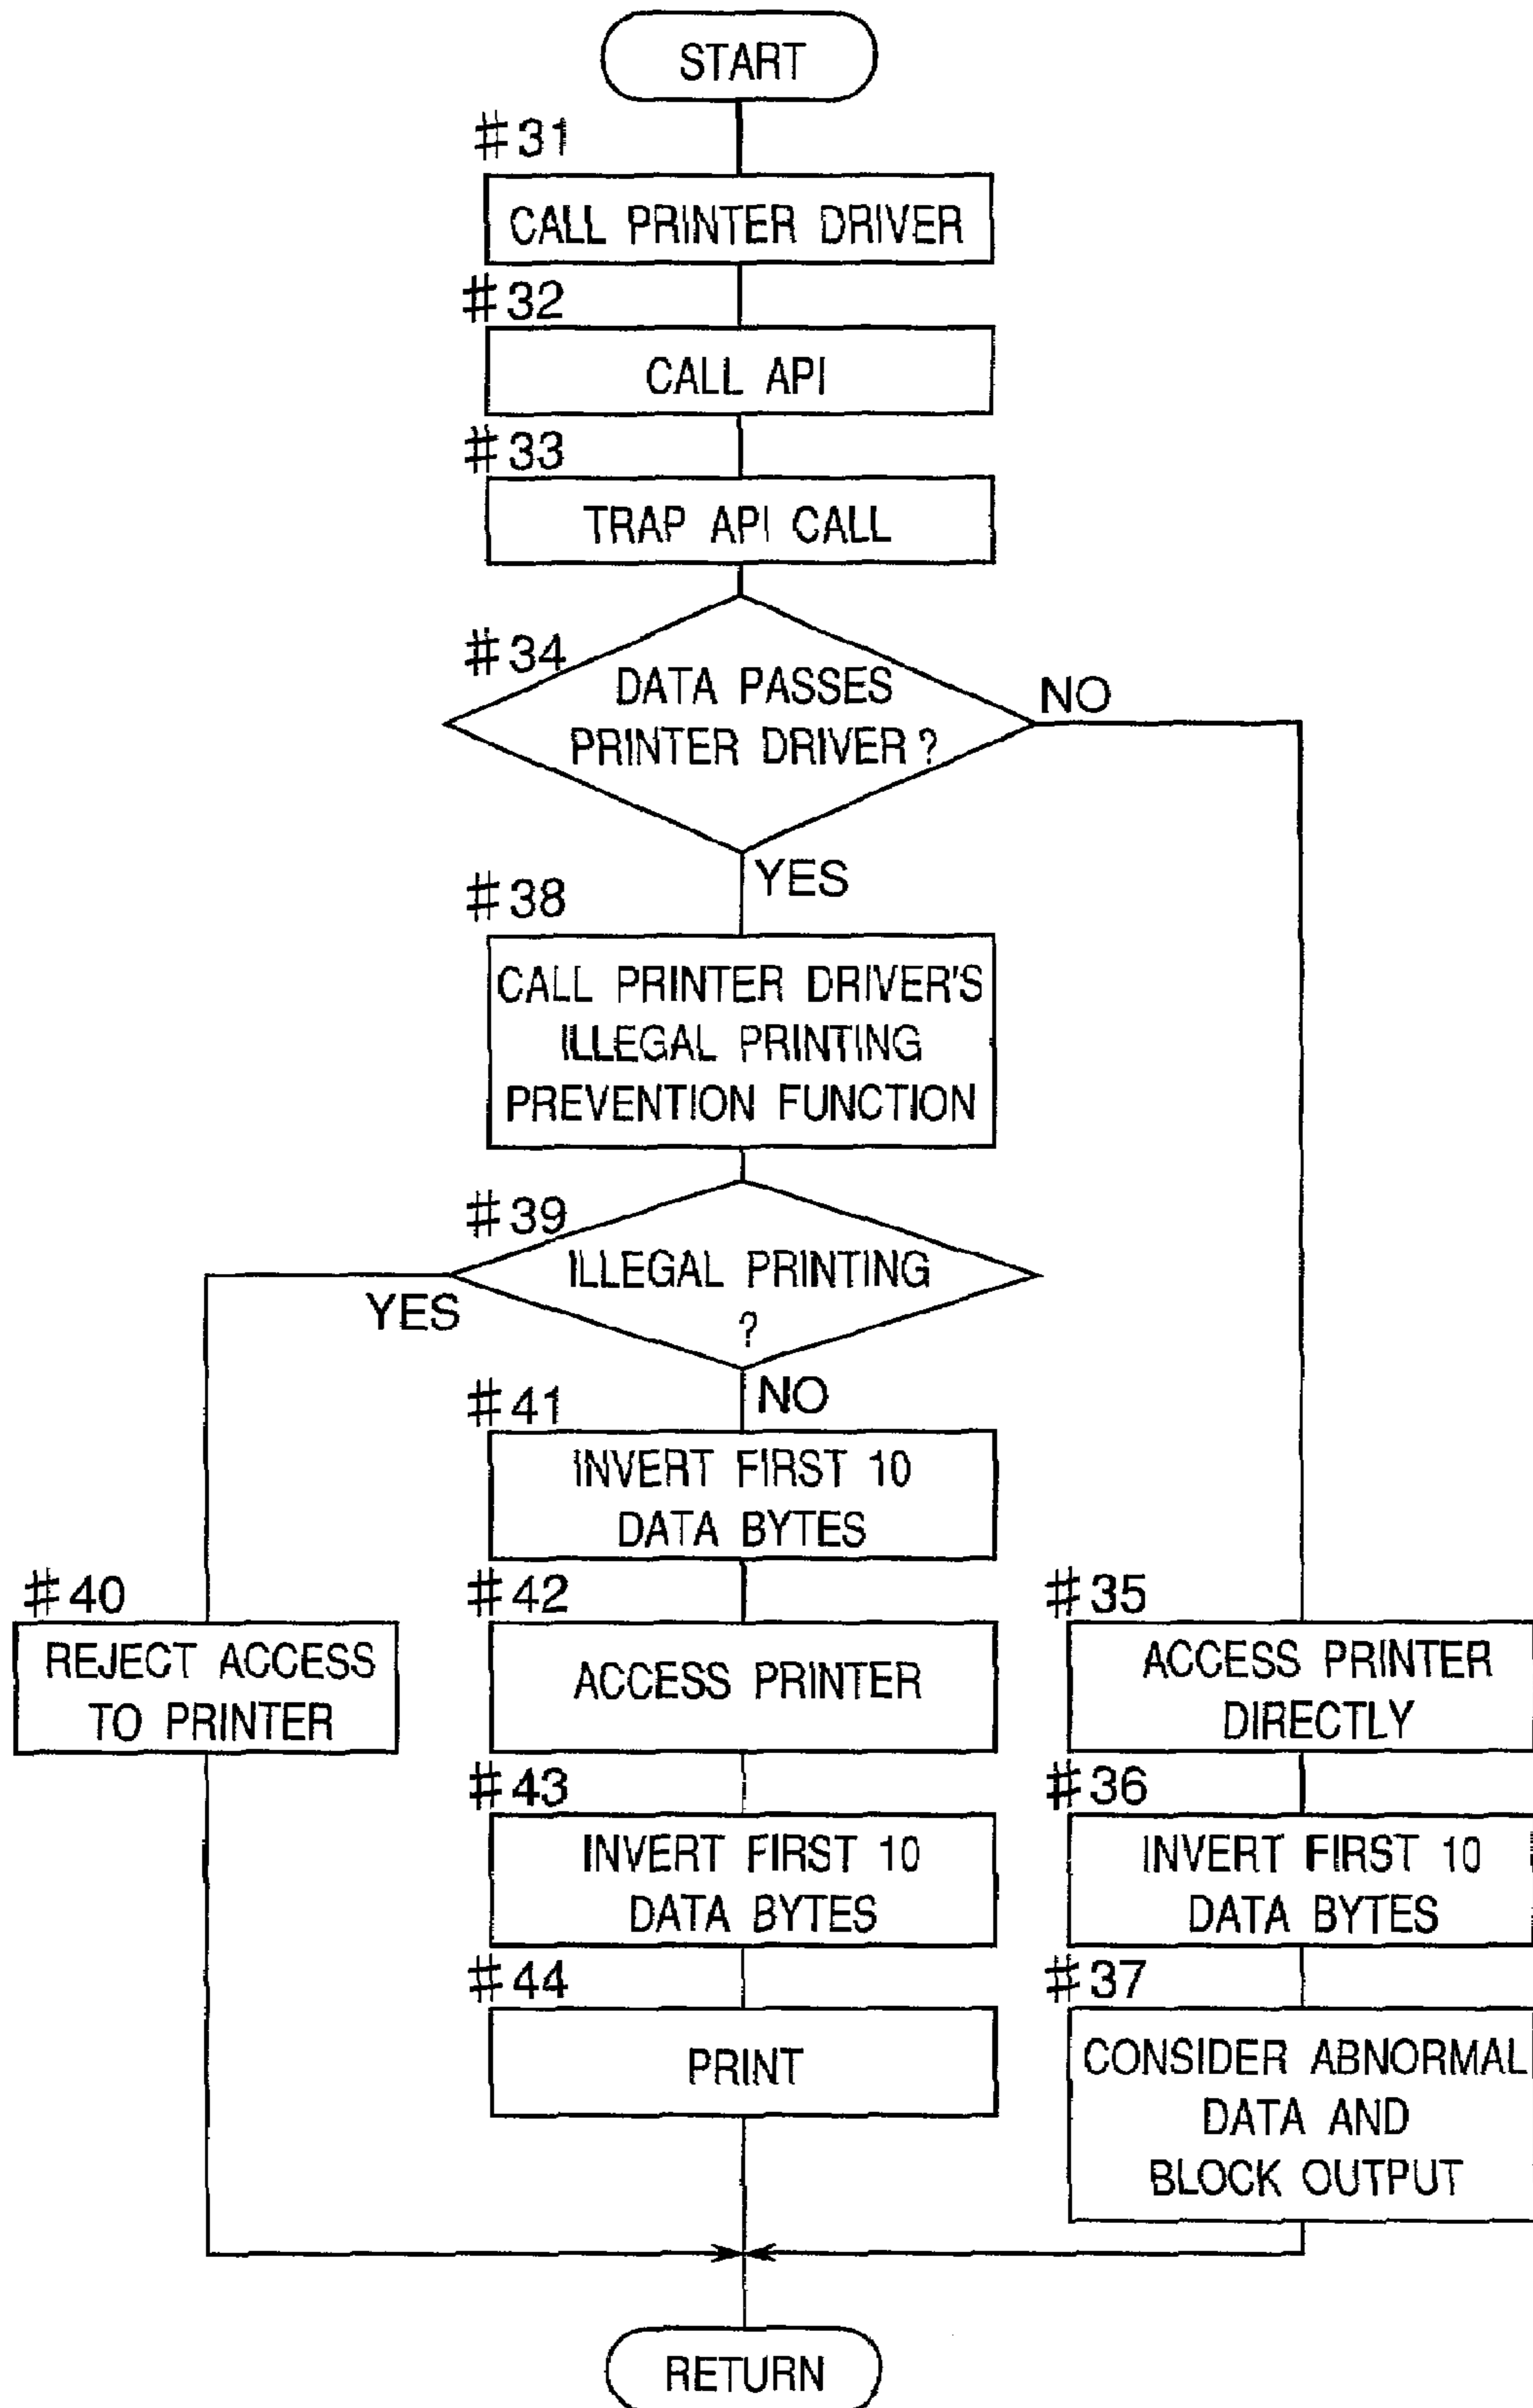 START
#31
CALL PRINTER DRIVER
#32
CALL API
#33
TRAP API CALL
#34
DATA PASSES
PRINTER DRIVER?
NO
YES
#38
CALL PRINTER DRIVER'S
ILLEGAL PRINTING
PREVENTION FUNCTION
#39
ILLEGAL PRINTING
?
YES
NO
#41
INVERT FIRST 10
DATA BYTES
#40
REJECT ACCESS
TO PRINTER
#42
ACCESS PRINTER
#35
ACCESS PRINTER
DIRECTLY
#43
INVERT FIRST 10
DATA BYTES
#36
INVERT FIRST 10
DATA BYTES
#44
PRINT
#37
CONSIDER ABNORMAL
DATA AND
BLOCK OUTPUT
RETURN